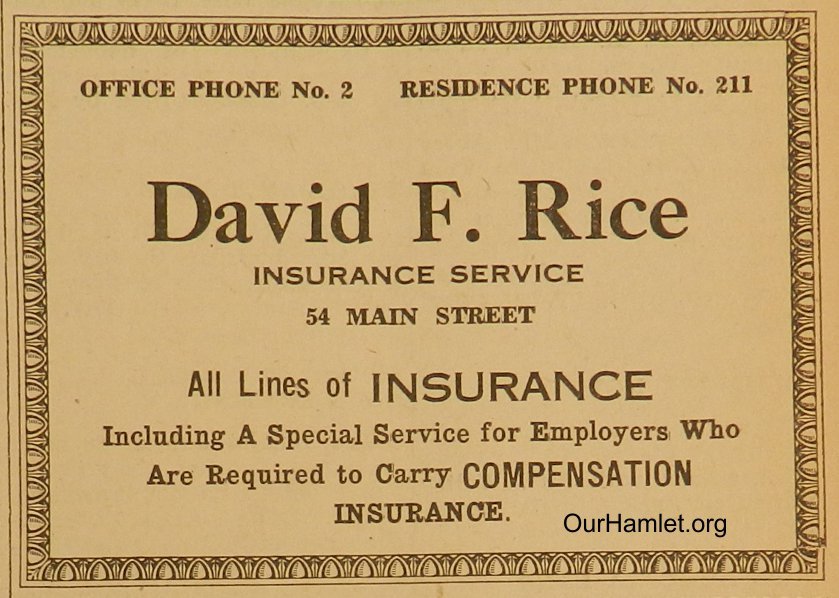 OFFICE PHONE No. 2 RESIDENCE PHONE No. 211
David F. Rice
INSURANCE SERVICE
54 MAIN STREET
All Lines of INSURANCE
Including A Special Service for Employers Who
Are Required to Carry COMPENSATION
INSURANCE.
OurHamlet.org